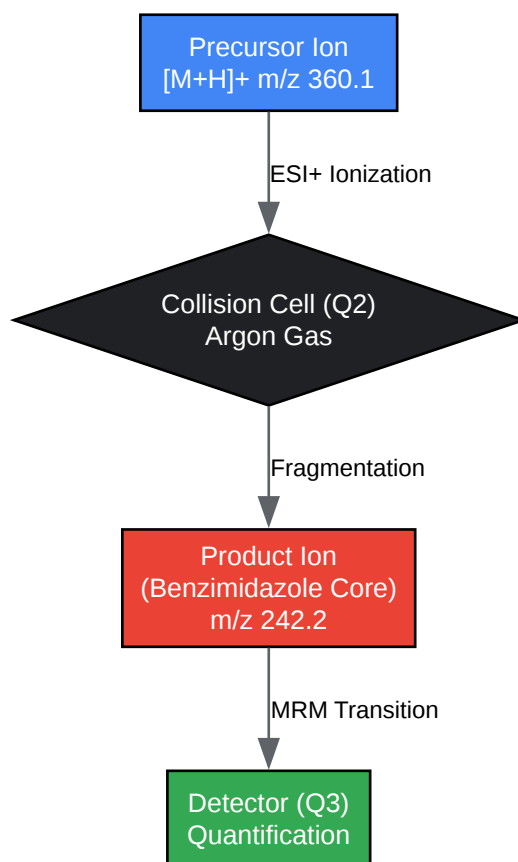 Precursor Ion
[M+H]+ m/z 360.1
ESI+ Ionization
Collision Cell (Q2)
Argon Gas
Fragmentation
Product Ion
(Benzimidazole Core)
m/z 242.2
MRM Transition
Detector (Q3)
Quantification